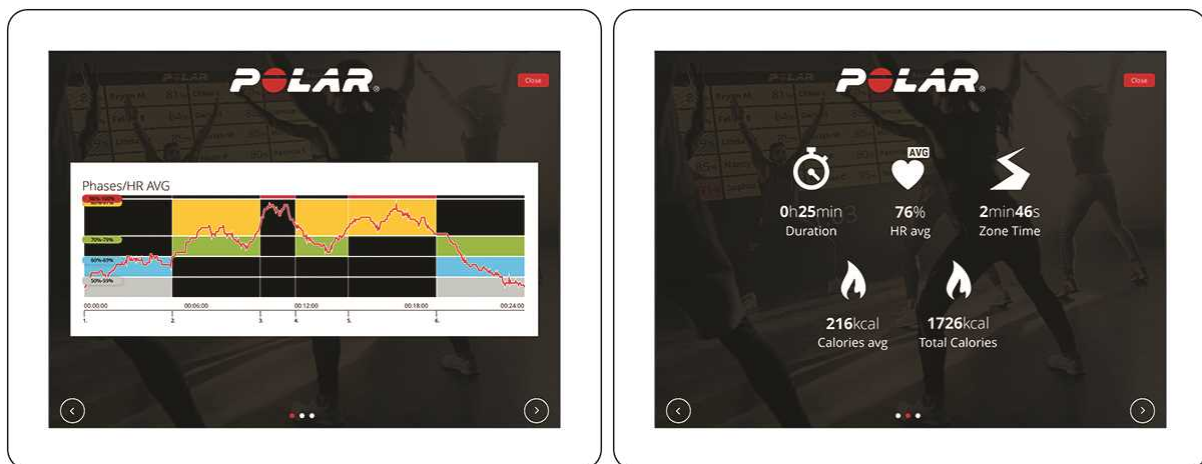 POLAR®
Close
Phases/HR AVG
70%-79%
60%-69%
50%-59%
00:00:00 00:06:00 00:12:00 00:18:00 00:24:00
1. 2. 3. 4. 5. 6.
POLAR®
Close
AVG
0h25min 76% 2min46s
Duration HR avg Zone Time
216kcal 1726kcal
Calories avg Total Calories